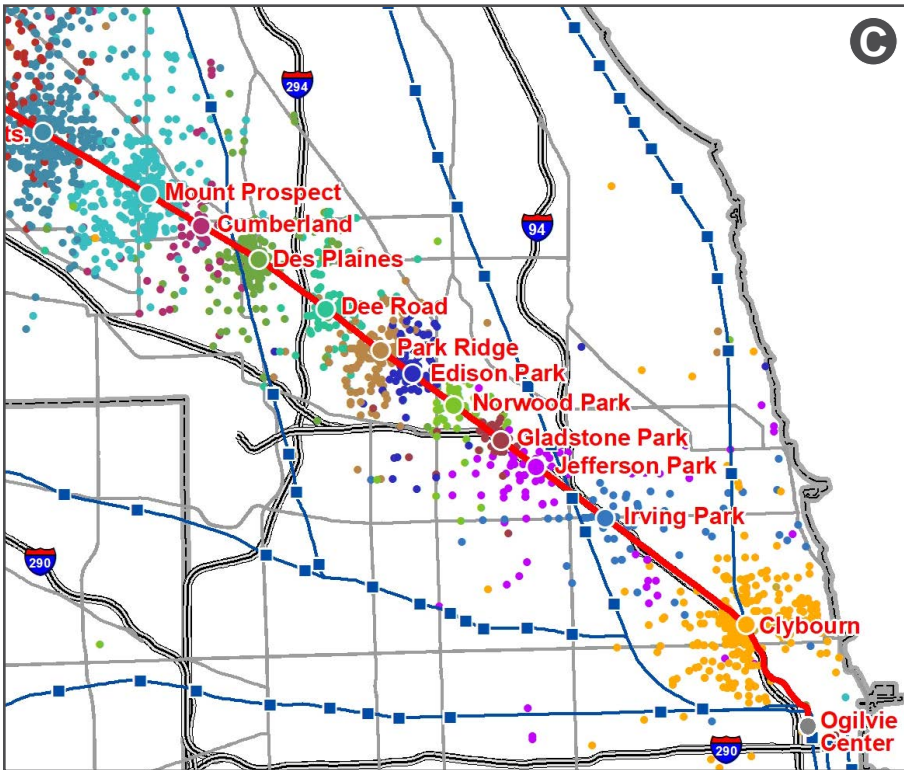 C
294
ts.
Mount Prospect
Cumberland
94
Des Plaines
Dee Road
Park Ridge
Edison Park
Norwood Park
Gladstone Park
Jefferson Park
Irving Park
290
Clybourn
Ogilvie
Center
290